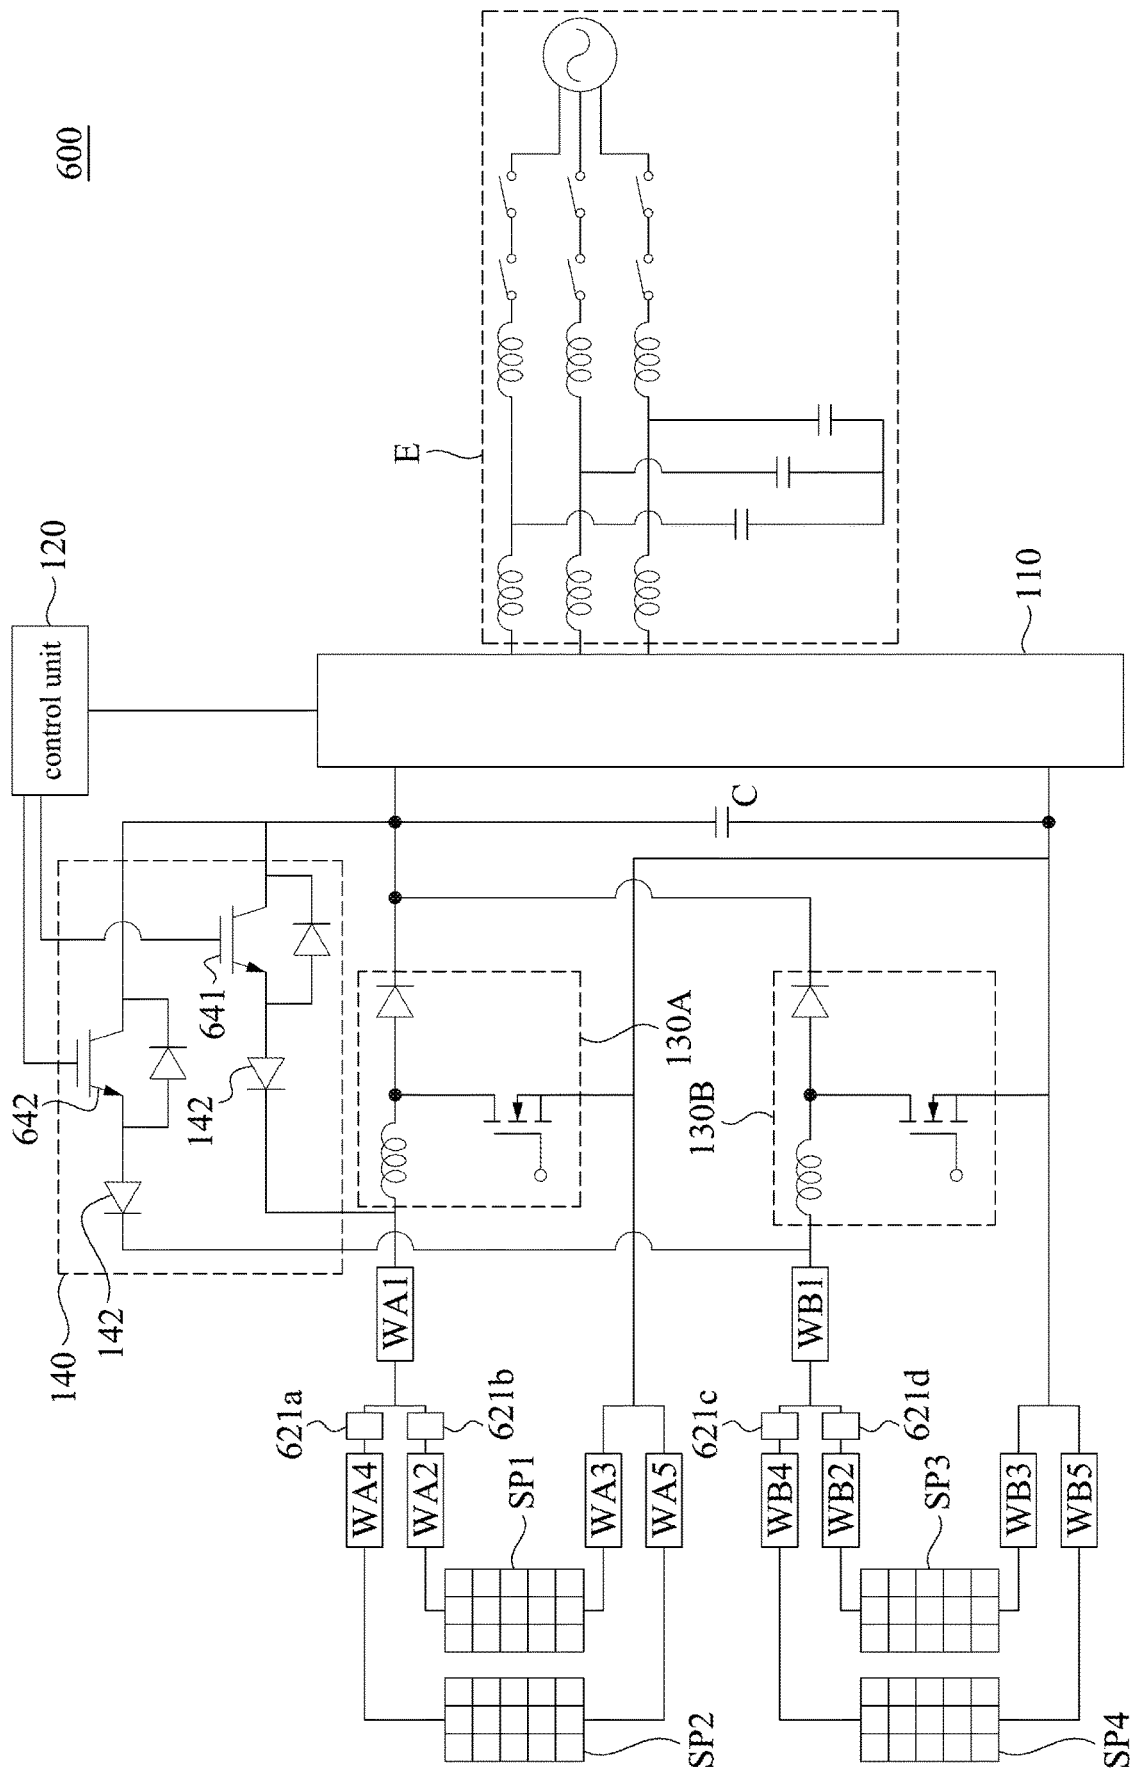 600
E
120
control unit
110
C
641
642
142
142
140
130A
130B
WA1
WB1
621a
621b
621c
621d
WA4
WA2
SP1
WA3
WA5
WB4
WB2
SP3
WB3
WB5
SP2
SP4